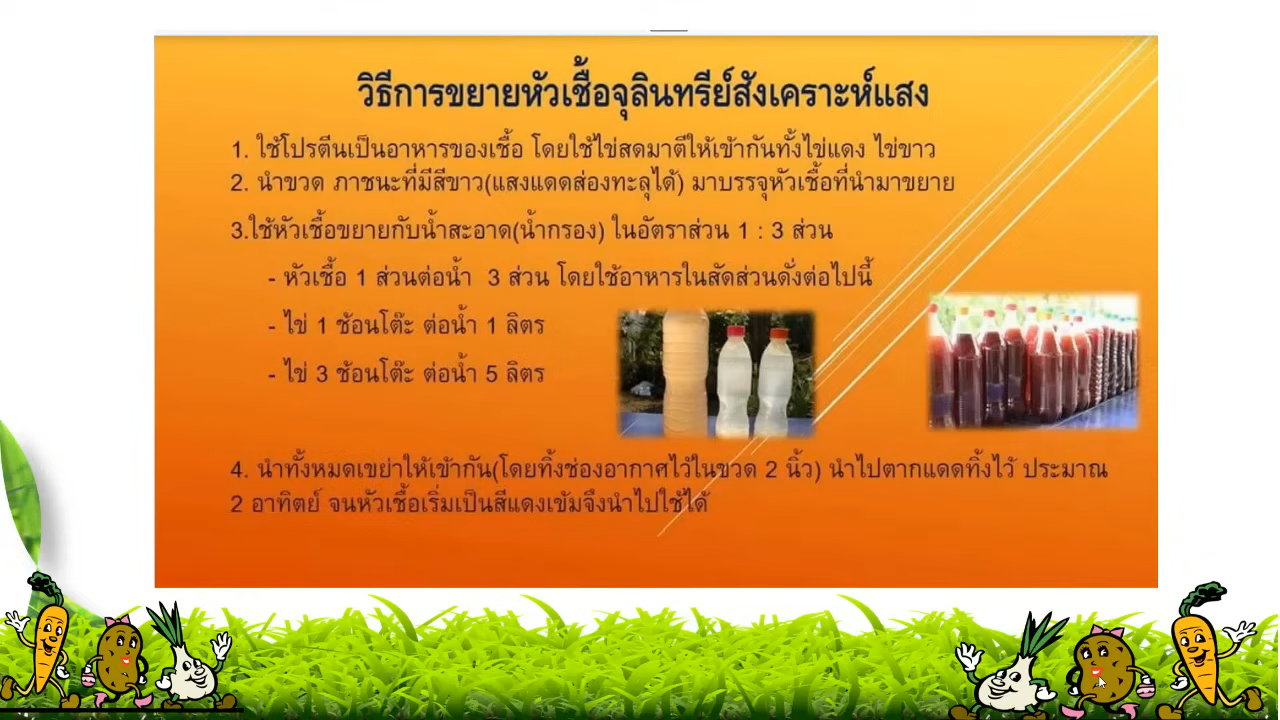 วิธีการขยายหัวเชื้อจุลินทรีย์สังเคราะห์แสง
1. ใช้โปรตีนเป็นอาหารของเชื้อ โดยใช้ไข่สดมาตีให้เข้ากันทั้งไข่แดง ไข่ขาว
2. นำขวด ภาชนะที่มีสีขาว(แสงแดดส่องทะลุได้) มาบรรจุหัวเชื้อที่นำมาขยาย
3.ใช้หัวเชื้อขยายกับน้ำสะอาด(น้ำกรอง) ในอัตราส่วน 1 : 3 ส่วน
- หัวเชื้อ 1 ส่วนต่อน้ำ 3 ส่วน โดยใช้อาหารในสัดส่วนดั่งต่อไปนี้
- ไข่ 1 ช้อนโต๊ะ ต่อน้ำ 1 ลิตร
- ไข่ 3 ช้อนโต๊ะ ต่อน้ำ 5 ลิตร
4. นำทั้งหมดเขย่าให้เข้ากัน(โดยทิ้งช่องอากาศไว้ในขวด 2 นิ้ว) นำไปตากแดดทิ้งไว้ ประมาณ
2 อาทิตย์ จนหัวเชื้อเริ่มเป็นสีแดงเข้มจึงนำไปใช้ได้